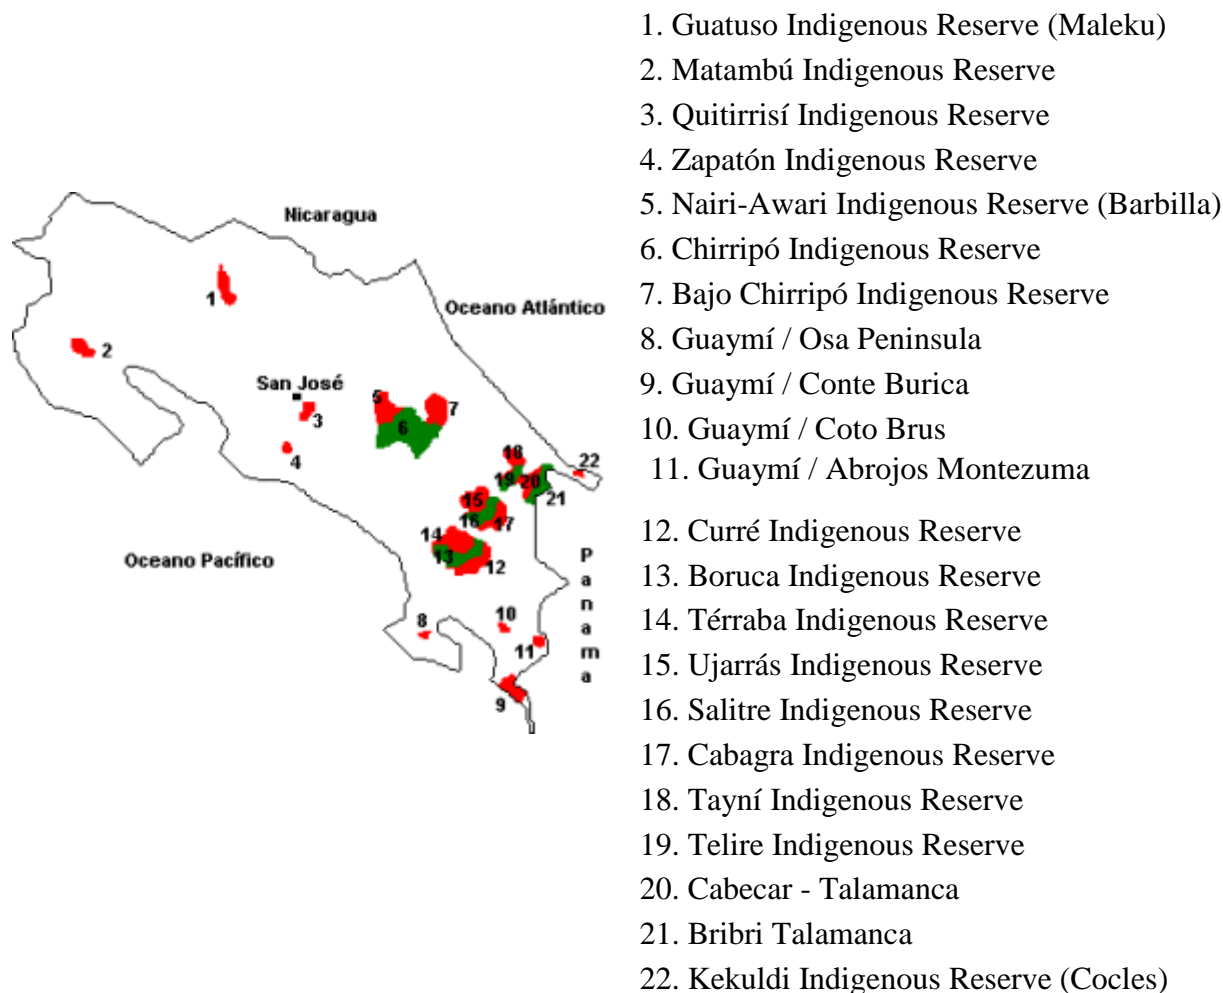 1. Guatuso Indigenous Reserve (Maleku)
2. Matambú Indigenous Reserve
3. Quitirrisí Indigenous Reserve
4. Zapatón Indigenous Reserve
5. Nairi-Awari Indigenous Reserve (Barbilla)
6. Chirripó Indigenous Reserve
7. Bajo Chirripó Indigenous Reserve
8. Guaymí / Osa Peninsula
9. Guaymí / Conte Burica
10. Guaymí / Coto Brus
11. Guaymí / Abrojos Montezuma
12. Curré Indigenous Reserve
13. Boruca Indigenous Reserve
14. Térraba Indigenous Reserve
15. Ujarrás Indigenous Reserve
16. Salitre Indigenous Reserve
17. Cabagra Indigenous Reserve
18. Tayní Indigenous Reserve
19. Telire Indigenous Reserve
20. Cabecar - Talamanca
21. Bribri Talamanca
22. Kekuldi Indigenous Reserve (Cocles)
Nicaragua
1
Oceano Atlántico
2
San José
3
4
5
6
7
18
22
19
20
21
15
16
17
14
13
12
Oceano Pacífico
Panama
8
10
11
9